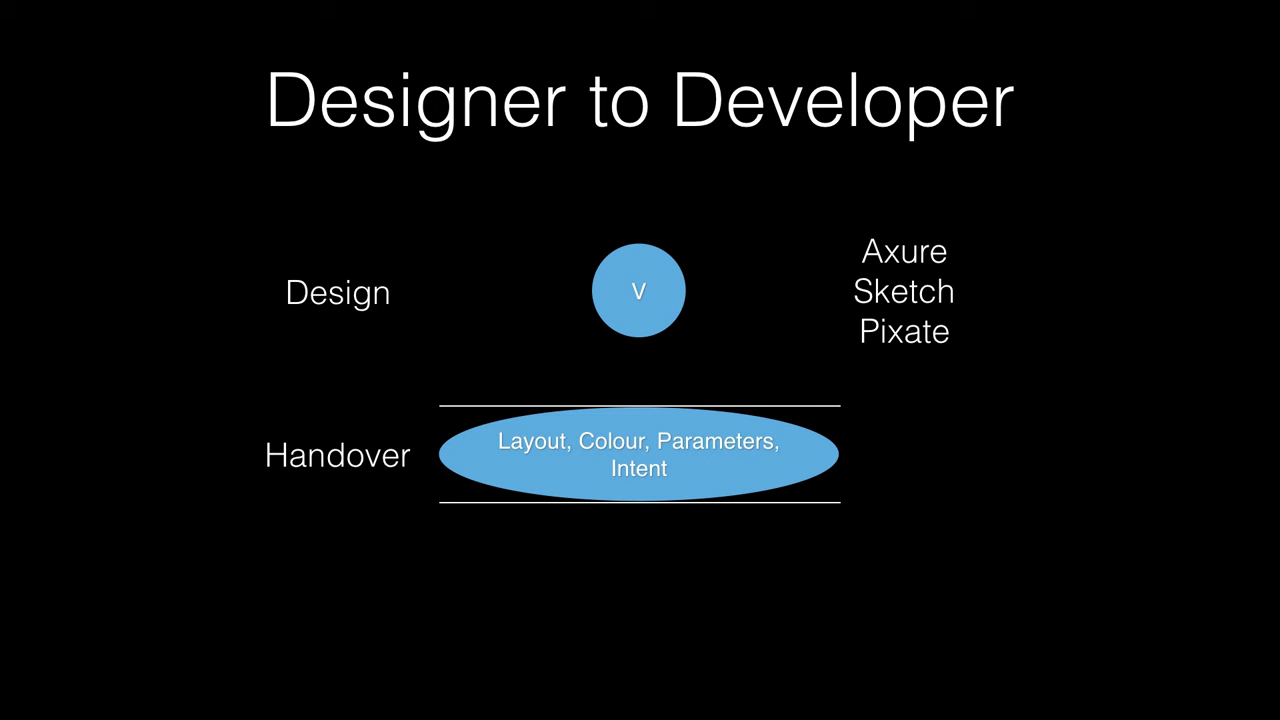 Designer to Developer
Design
V
Axure
Sketch
Pixate
Handover
Layout, Colour, Parameters,
Intent